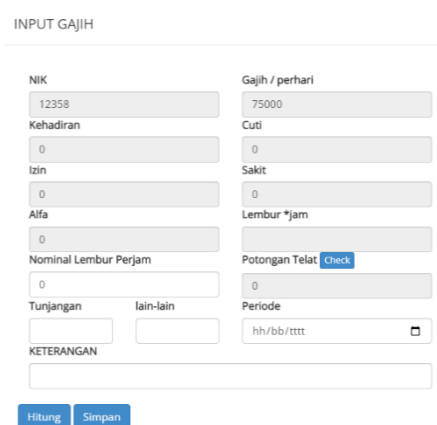 INPUT GAJIH
NIK Gajih / perhari
12358 75000
Kehadiran Cuti
0 0
Izin Sakit
0 0
Alfa Lembur *jam
0
Nominal Lembur Perjam Potongan Telat Check
0 0
Tunjangan lain-lain Periode
hh/bb/tttt
KETERANGAN
Hitung Simpan